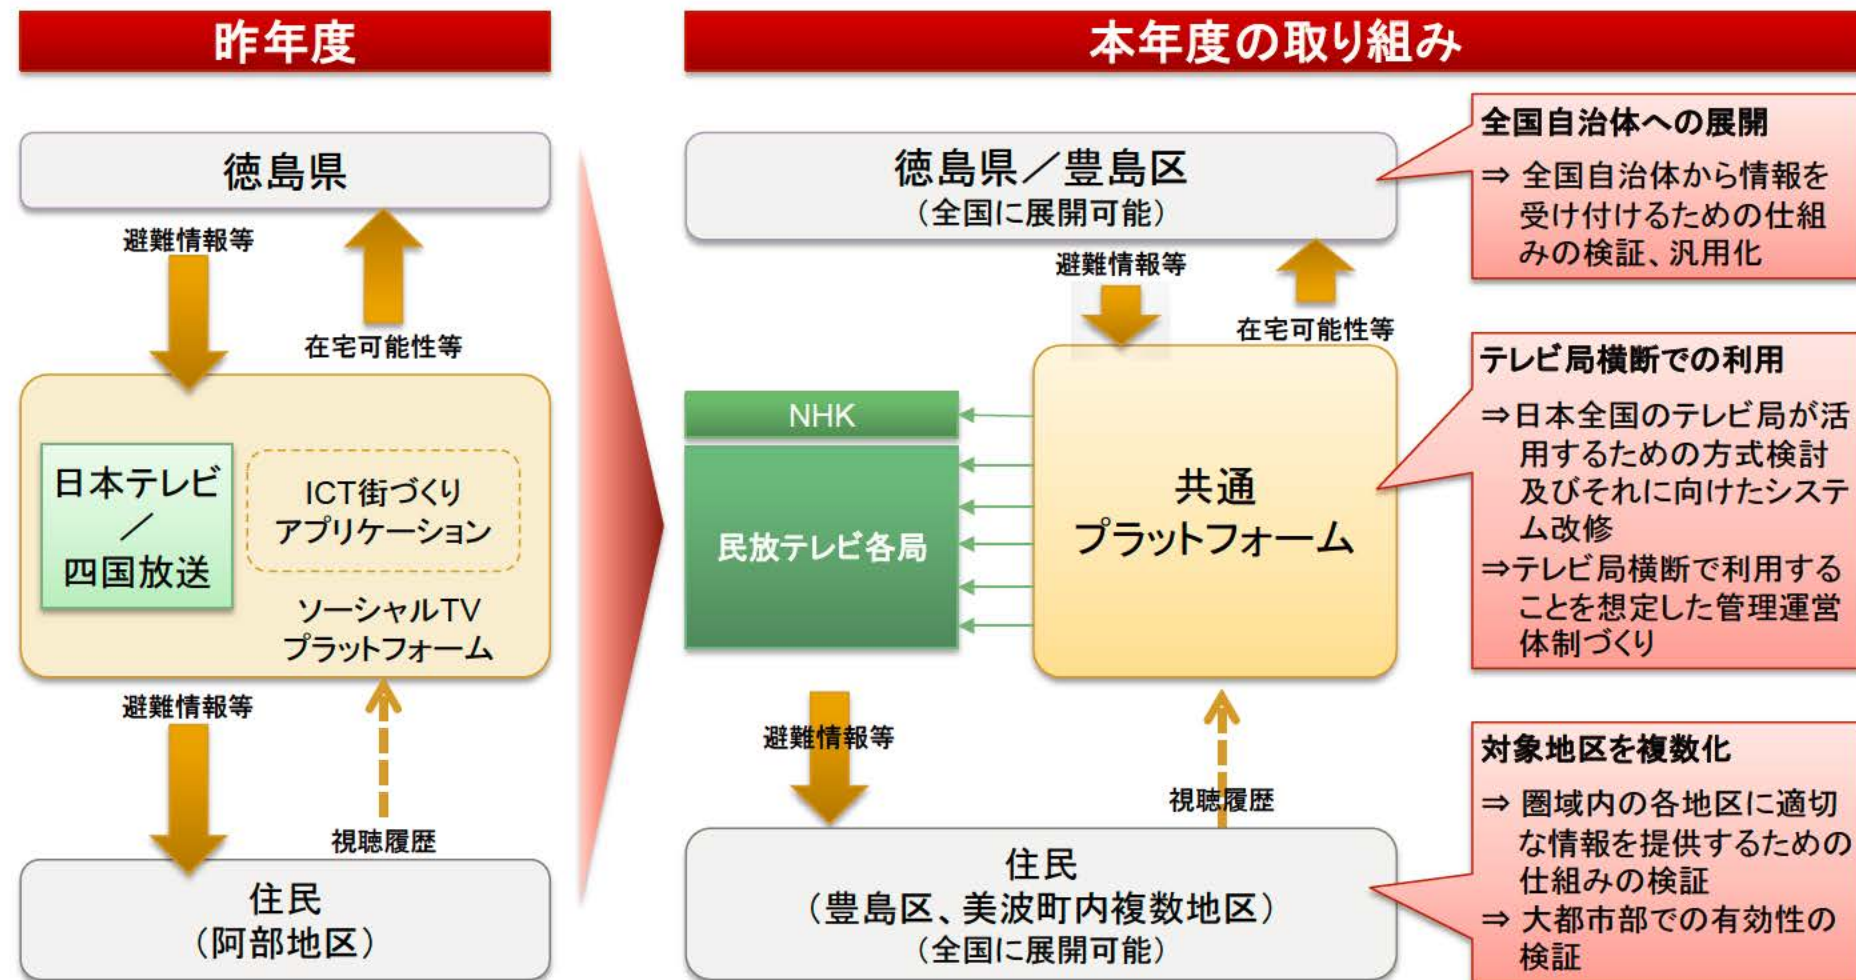 昨年度
徳島県
避難情報等
在宅可能性等
日本テレビ
／
四国放送
ICT街づくり
アプリケーション
ソーシャルTV
プラットフォーム
避難情報等
視聴履歴
住民
（阿部地区）
本年度の取り組み
徳島県／豊島区
（全国に展開可能）
避難情報等
在宅可能性等
NHK
民放テレビ各局
共通
プラットフォーム
避難情報等
視聴履歴
住民
（豊島区、美波町内複数地区）
（全国に展開可能）
全国自治体への展開
⇒ 全国自治体から情報を
受け付けるための仕組
みの検証、汎用化
テレビ局横断での利用
⇒日本全国のテレビ局が活
用するための方式検討
及びそれに向けたシステ
ム改修
⇒テレビ局横断で利用する
ことを想定した管理運営
体制づくり
対象地区を複数化
⇒ 圏域内の各地区に適切
な情報を提供するための
仕組みの検証
⇒ 大都市部での有効性の
検証